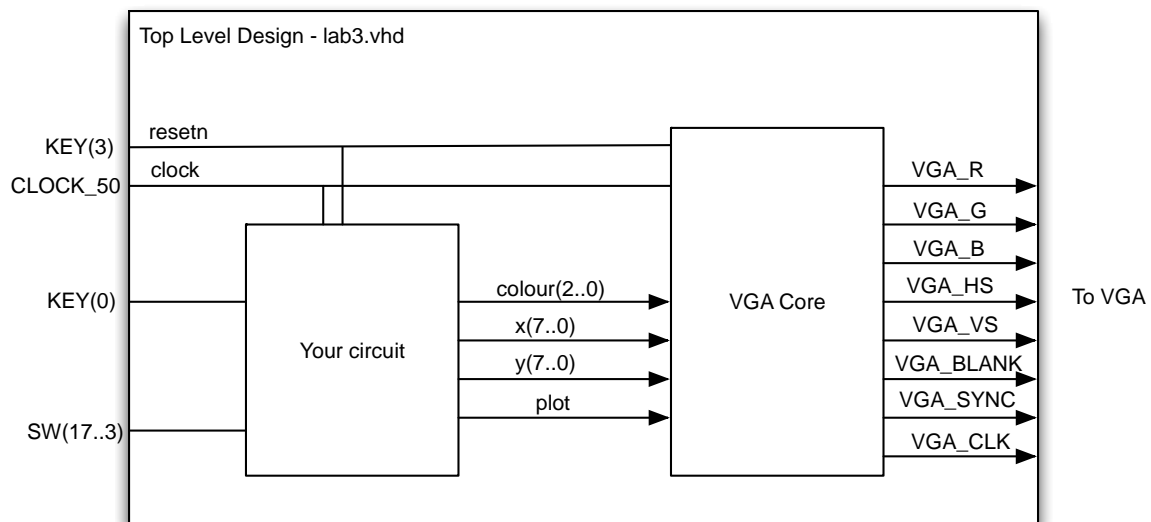 Top Level Design - lab3.vhd
KEY(3)
resetn
CLOCK_50
clock
KEY(0)
SW(17..3)
Your circuit
colour(2..0)
x(7..0)
y(7..0)
plot
VGA Core
VGA_R
VGA_G
VGA_B
VGA_HS
VGA_VS
VGA_BLANK
VGA_SYNC
VGA_CLK
To VGA